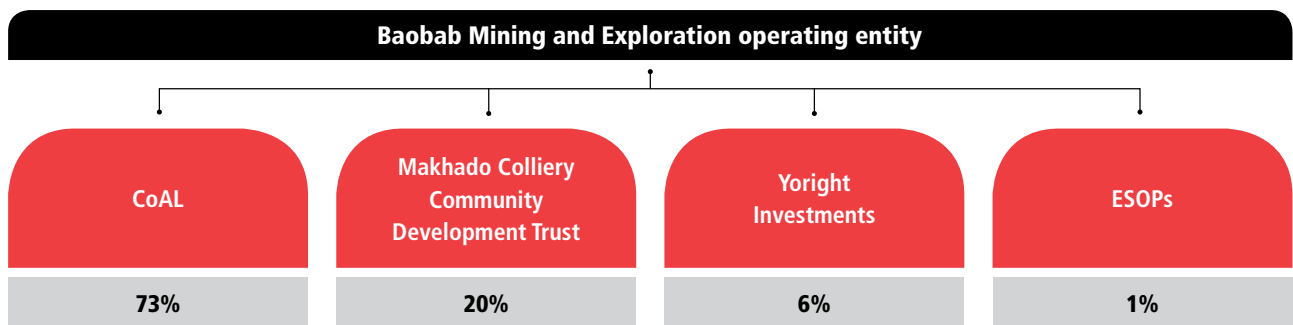 Baobab Mining and Exploration operating entity
CoAL
Makhado Colliery
Community
Development Trust
Yoright
Investments
ESOPs
73%
20%
6%
1%